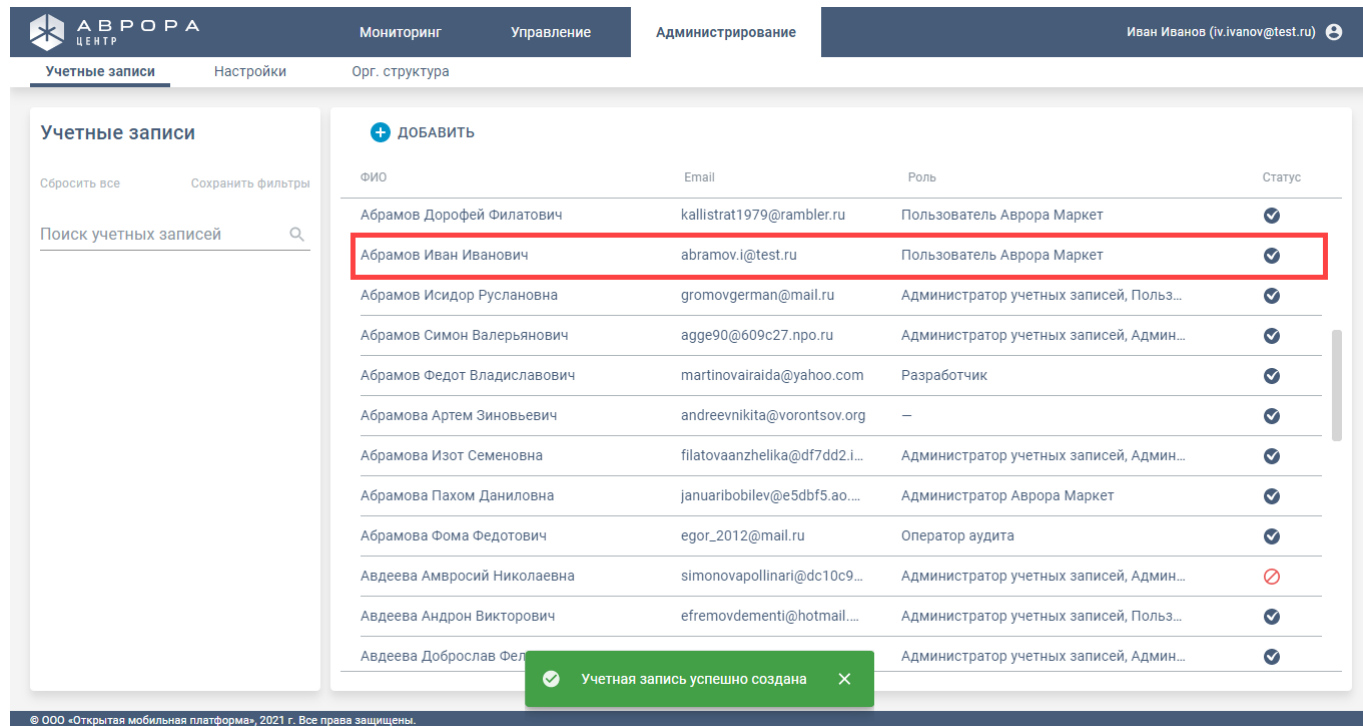 АВРОРА
ЦЕНТР
Мониторинг Управление Администрирование Иван Иванов (iv.ivanov@test.ru)
Учетные записи Настройки Орг. структура
Учетные записи
Сбросить все Сохранить фильтры
Поиск учетных записей
ДОБАВИТЬ
ФИО Email Роль Статус
Абрамов Дорофей Филатович kallistrat1979@rambler.ru Пользователь Аврора Маркет
Абрамов Иван Иванович abramov.i@test.ru Пользователь Аврора Маркет
Абрамов Исидор Руслановна gromovgerman@mail.ru Администратор учетных записей, Польз...
Абрамов Симон Валерьянович agge90@609c27.npo.ru Администратор учетных записей, Админ...
Абрамов Федот Владиславович martinovairaida@yahoo.com Разработчик
Абрамова Артем Зиновьевич andreevnikita@vorontsov.org —
Абрамова Изот Семеновна filatovaanzhelika@df7dd2.i... Администратор учетных записей, Админ...
Абрамова Пахом Даниловна januaribobilev@e5dbf5.ao.... Администратор Аврора Маркет
Абрамова Фома Федотович egor_2012@mail.ru Оператор аудита
Авдеева Амвросий Николаевна simonovapollinari@dc10c9... Администратор учетных записей, Админ...
Авдеева Андрон Викторович efremovdementi@hotmail.... Администратор учетных записей, Польз...
Авдеева Доброслав Фел Администратор учетных записей, Админ...
Учетная запись успешно создана
© ООО «Открытая мобильная платформа», 2021 г. Все права защищены.